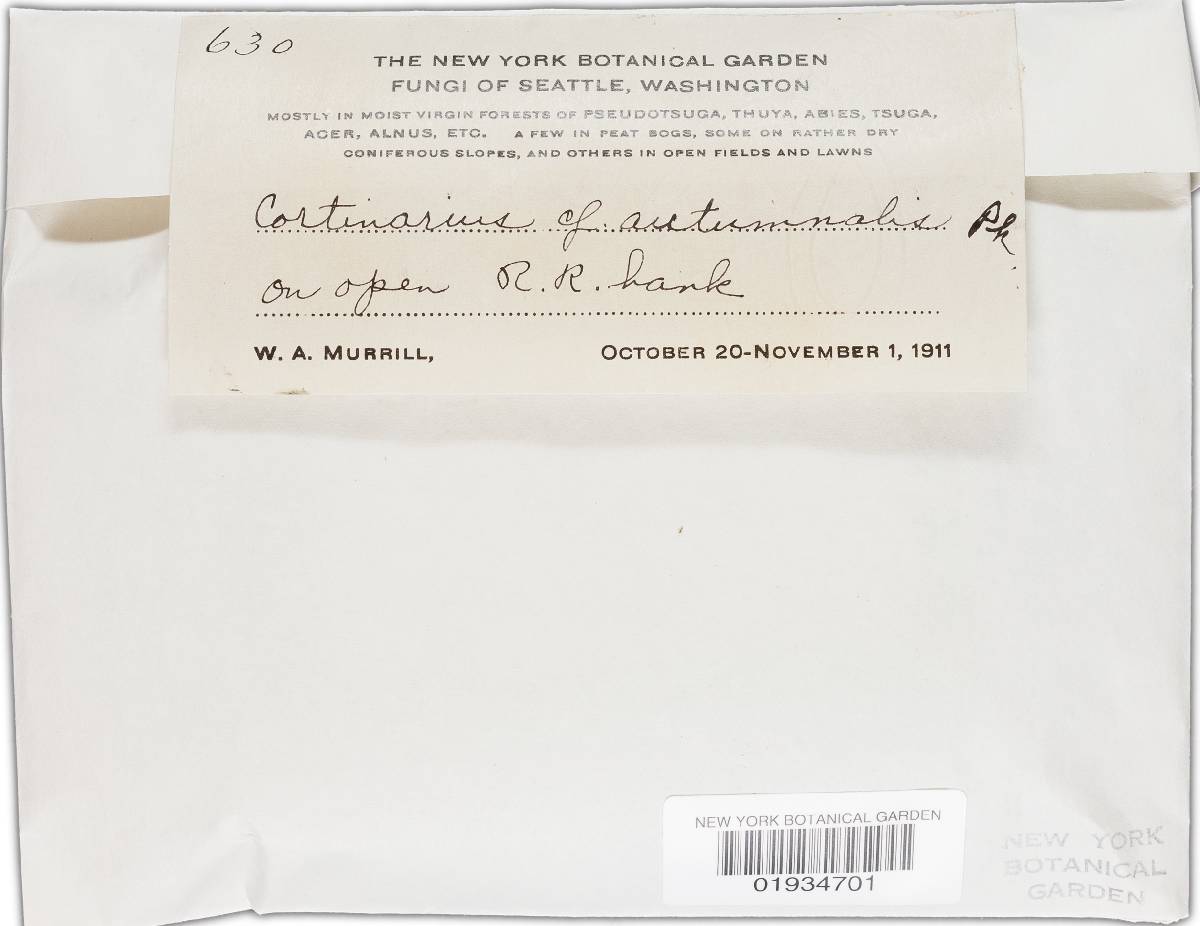 630
THE NEW YORK BOTANICAL GARDEN
FUNGI OF SEATTLE, WASHINGTON
MOSTLY IN MOIST VIRGIN FORESTS OF PSEUDOTSUGA, THUYA, ABIES, TSUGA,
ACER, ALNUS, ETC. A FEW IN PEAT BOGS, SOME ON RATHER DRY
CONIFEROUS SLOPES, AND OTHERS IN OPEN FIELDS AND LAWNS
Cortinarius cf. autumnalis Pk.
on open R. R. bank
W. A. MURRILL, OCTOBER 20-NOVEMBER 1, 1911
NEW YORK BOTANICAL GARDEN
01934701
NEW YORK
BOTANICAL
GARDEN